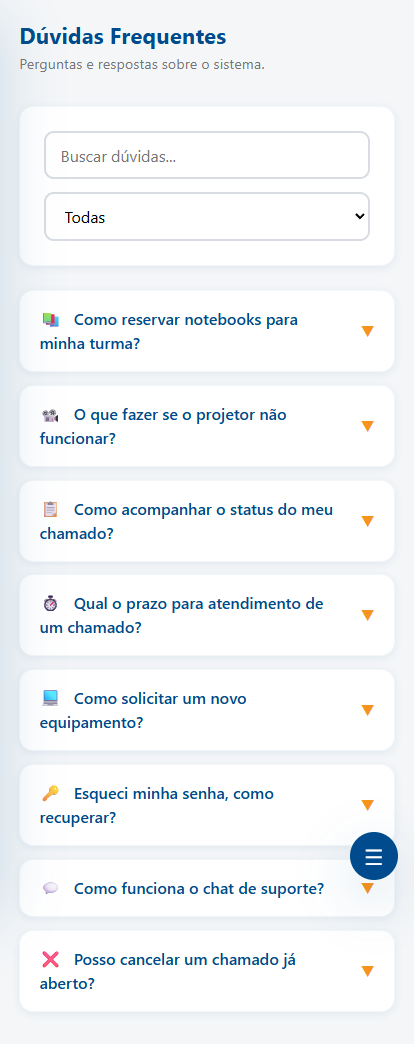 Dúvidas Frequentes
Perguntas e respostas sobre o sistema.
Buscar dúvidas...
Todas
Como reservar notebooks para
minha turma?
O que fazer se o projetor não
funcionar?
Como acompanhar o status do meu
chamado?
Qual o prazo para atendimento de
um chamado?
Como solicitar um novo
equipamento?
Esqueci minha senha, como
recuperar?
Como funciona o chat de suporte?
Posso cancelar um chamado já
aberto?